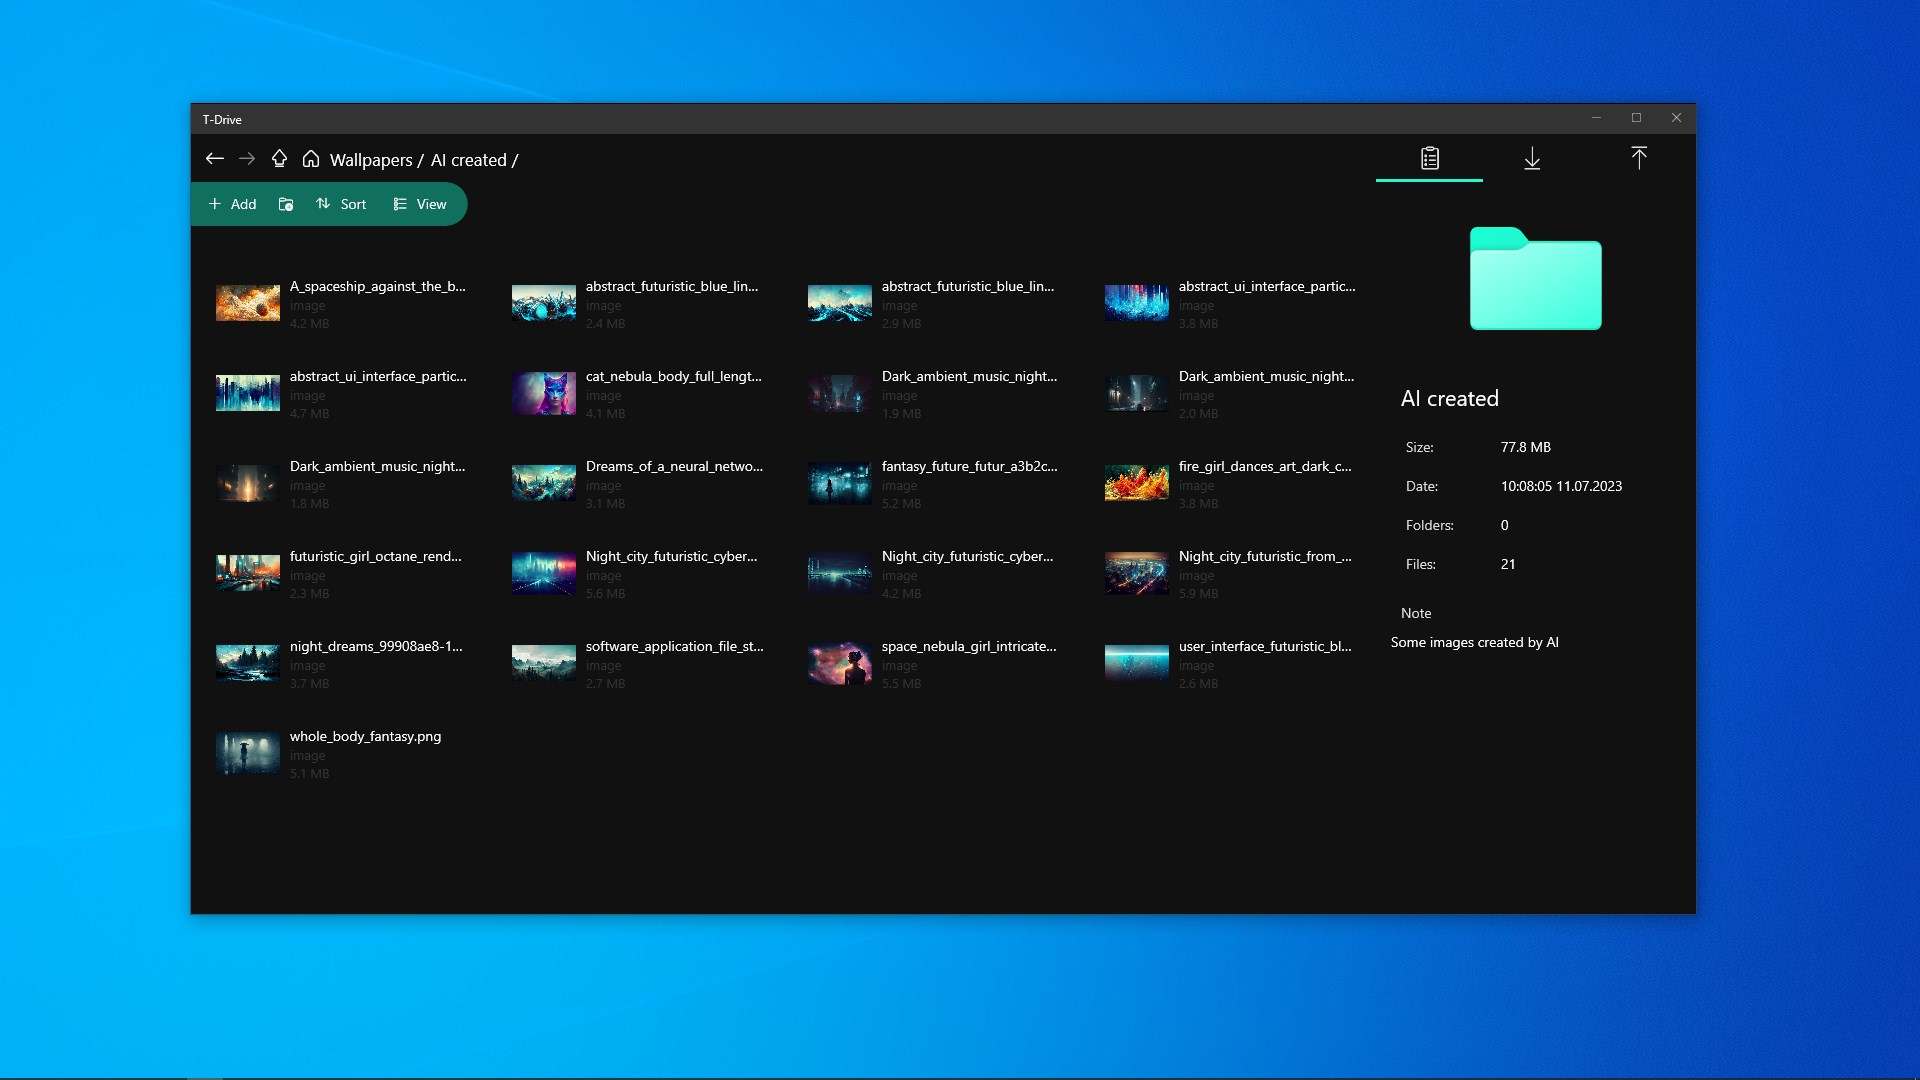 T-Drive
Wallpapers / AI created /
Add Sort View
A_spaceship_against_the_b...
image
4.2 MB
abstract_futuristic_blue_lin...
image
2.4 MB
abstract_futuristic_blue_lin...
image
2.9 MB
abstract_ui_interface_partic...
image
3.8 MB
abstract_ui_interface_partic...
image
4.7 MB
cat_nebula_body_full_lengt...
image
4.1 MB
Dark_ambient_music_night...
image
1.9 MB
Dark_ambient_music_night...
image
2.0 MB
Dark_ambient_music_night...
image
1.8 MB
Dreams_of_a_neural_netwo...
image
3.1 MB
fantasy_future_futur_a3b2c...
image
5.2 MB
fire_girl_dances_art_dark_c...
image
3.8 MB
futuristic_girl_octane_rend...
image
2.3 MB
Night_city_futuristic_cyber...
image
5.6 MB
Night_city_futuristic_cyber...
image
4.2 MB
Night_city_futuristic_from_...
image
5.9 MB
night_dreams_99908ae8-1...
image
3.7 MB
software_application_file_st...
image
2.7 MB
space_nebula_girl_intricate...
image
5.5 MB
user_interface_futuristic_bl...
image
2.6 MB
whole_body_fantasy.png
image
5.1 MB
AI created
Size: 77.8 MB
Date: 10:08:05 11.07.2023
Folders: 0
Files: 21
Note
Some images created by AI